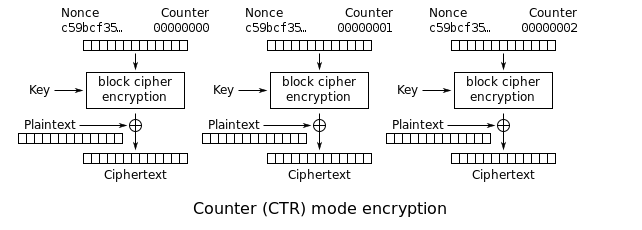 Nonce Counter Nonce Counter Nonce Counter
c59bcf35… 00000000 c59bcf35… 00000001 c59bcf35… 00000002
block cipher block cipher block cipher
Key encryption Key encryption Key encryption
Plaintext Plaintext Plaintext
Ciphertext Ciphertext Ciphertext
Counter (CTR) mode encryption